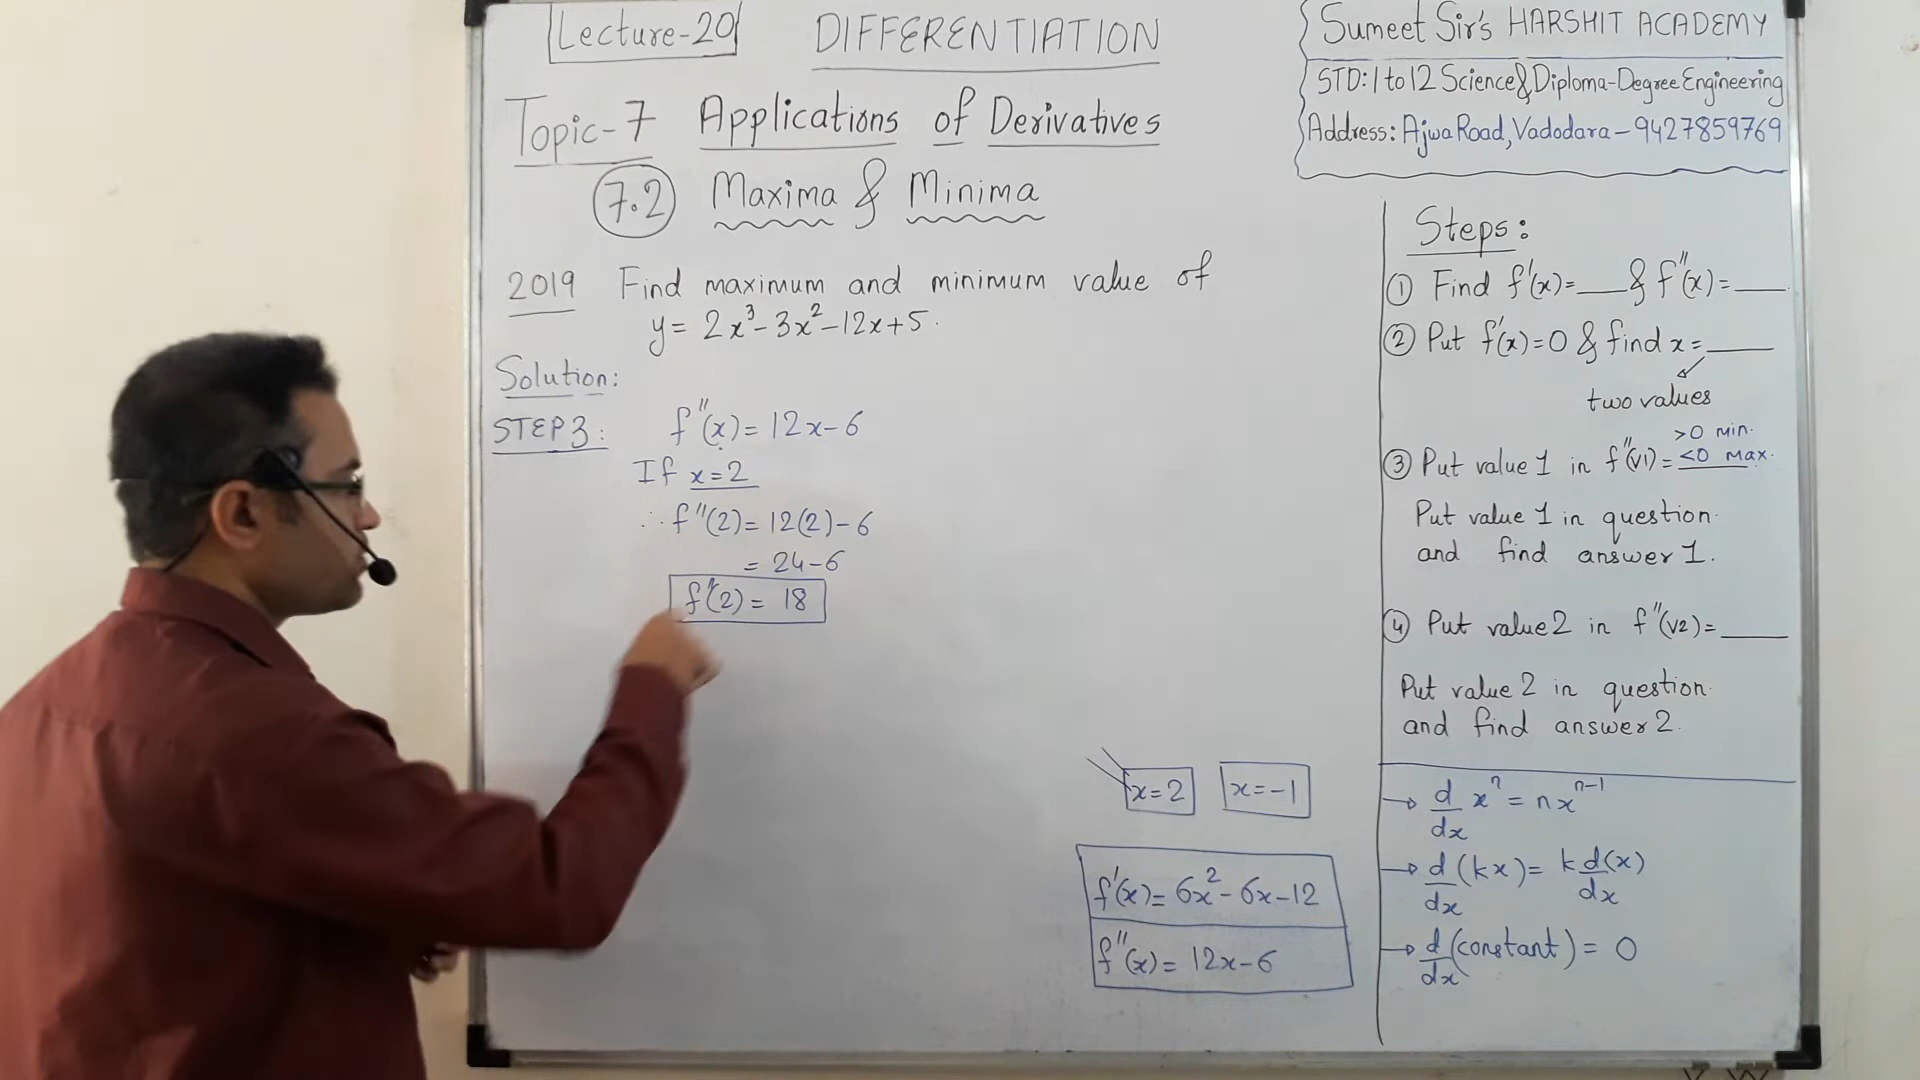 Lecture-20 DIFFERENTIATION
Topic-7 Applications of Derivatives
7.2 Maxima & Minima
2019 Find maximum and minimum value of
y = 2x³ - 3x² - 12x + 5.
Solution:
STEP 3: f''(x) = 12x - 6
If x = 2
∴ f''(2) = 12(2) - 6
= 24 - 6
f''(2) = 18
x = 2 x = -1
f'(x) = 6x² - 6x - 12
f''(x) = 12x - 6
Sumeet Sir's HARSHIT ACADEMY
STD: 1 to 12 Science & Diploma-Degree Engineering
Address: Ajwa Road, Vadodara - 9427859769
Steps:
① Find f'(x) = ___ & f''(x) = ___
② Put f'(x) = 0 & find x = ___
two values
>0 min.
③ Put value 1 in f''(v1) = <0 max.
Put value 1 in question
and find answer 1.
④ Put value 2 in f''(v2) = ___
Put value 2 in question
and find answer 2.
→ d/dx xⁿ = nxⁿ⁻¹
→ d/dx (kx) = k d/dx (x)
→ d/dx (constant) = 0